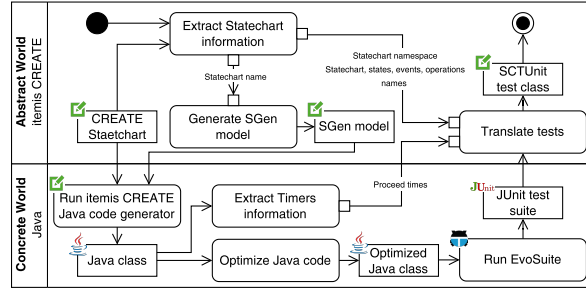 Abstract World
itemis CREATE
Extract Statechart
information
Statechart name
Statechart namespace
Statechart, states, events, operations
names
SCTUnit
test class
CREATE
Staetchart
Generate SGen
model
SGen model
Translate tests
Concrete World
Java
Run itemis CREATE
Java code generator
Extract Timers
information
Proceed times
JUnit
JUnit test
suite
Java class
Optimize Java code
Optimized
Java class
Run EvoSuite